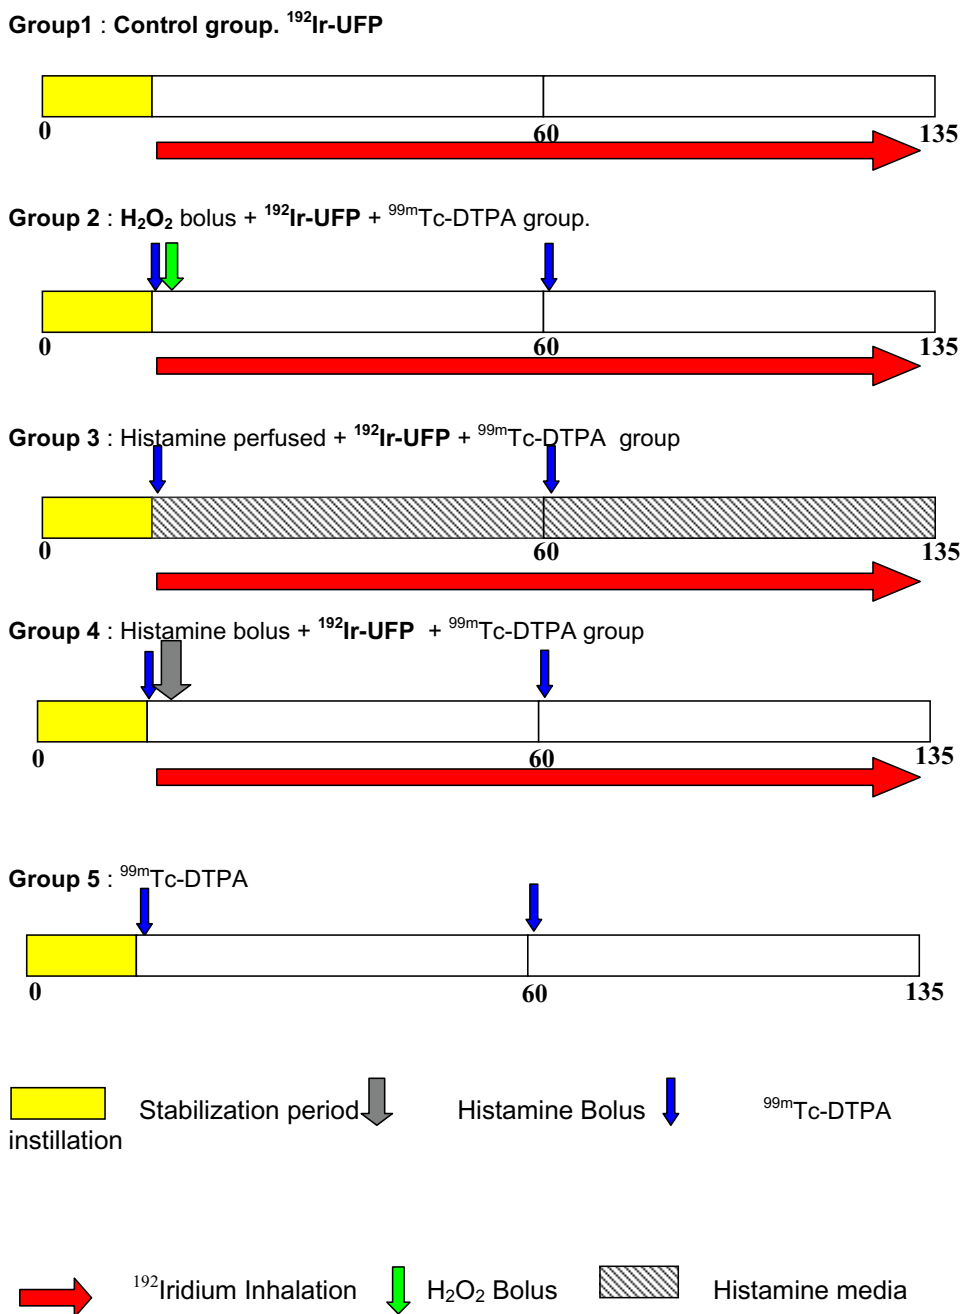 Group1 : Control group. ¹⁹²Ir-UFP
0 60 135
Group 2 : H₂O₂ bolus + ¹⁹²Ir-UFP + ⁹⁹ᵐTc-DTPA group.
0 60 135
Group 3 : Histamine perfused + ¹⁹²Ir-UFP + ⁹⁹ᵐTc-DTPA group
0 60 135
Group 4 : Histamine bolus + ¹⁹²Ir-UFP + ⁹⁹ᵐTc-DTPA group
0 60 135
Group 5 : ⁹⁹ᵐTc-DTPA
0 60 135
Stabilization period Histamine Bolus ⁹⁹ᵐTc-DTPA
instillation
¹⁹²Iridium Inhalation H₂O₂ Bolus Histamine media